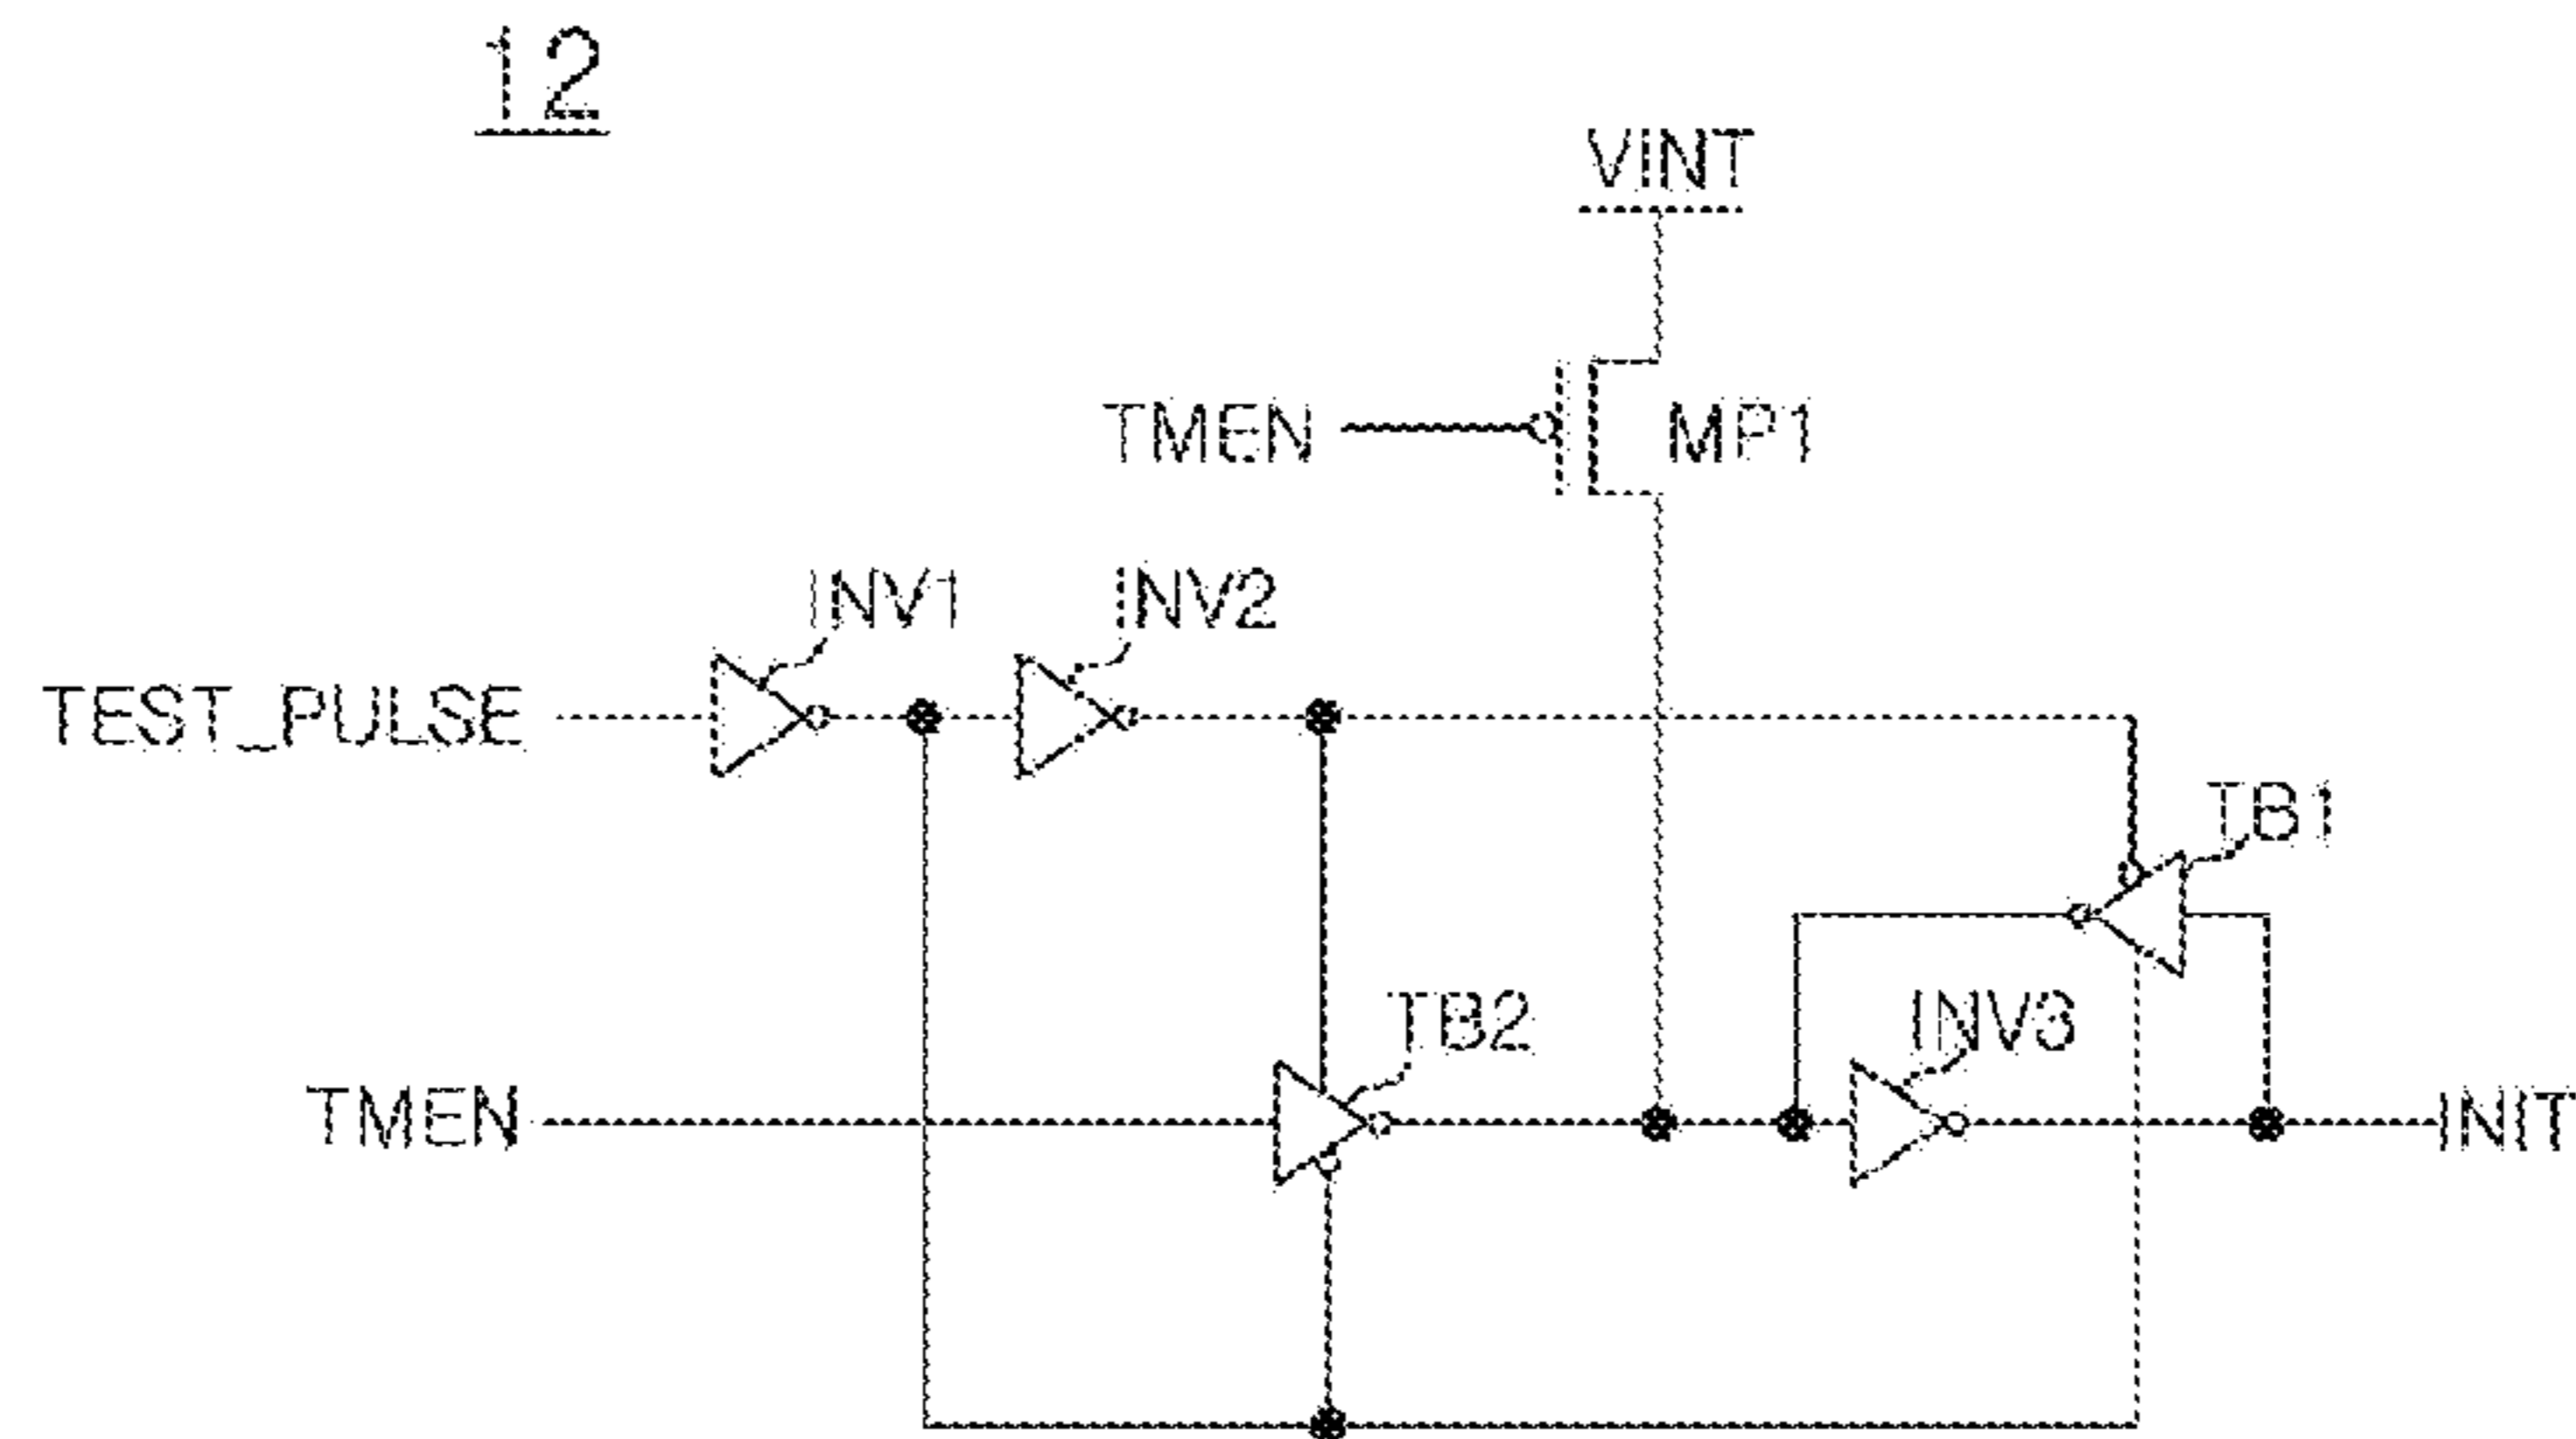 12
VINT
TMEN
MP1
INV1
INV2
TEST_PULSE
TB1
TB2
INV3
TMEN
INIT